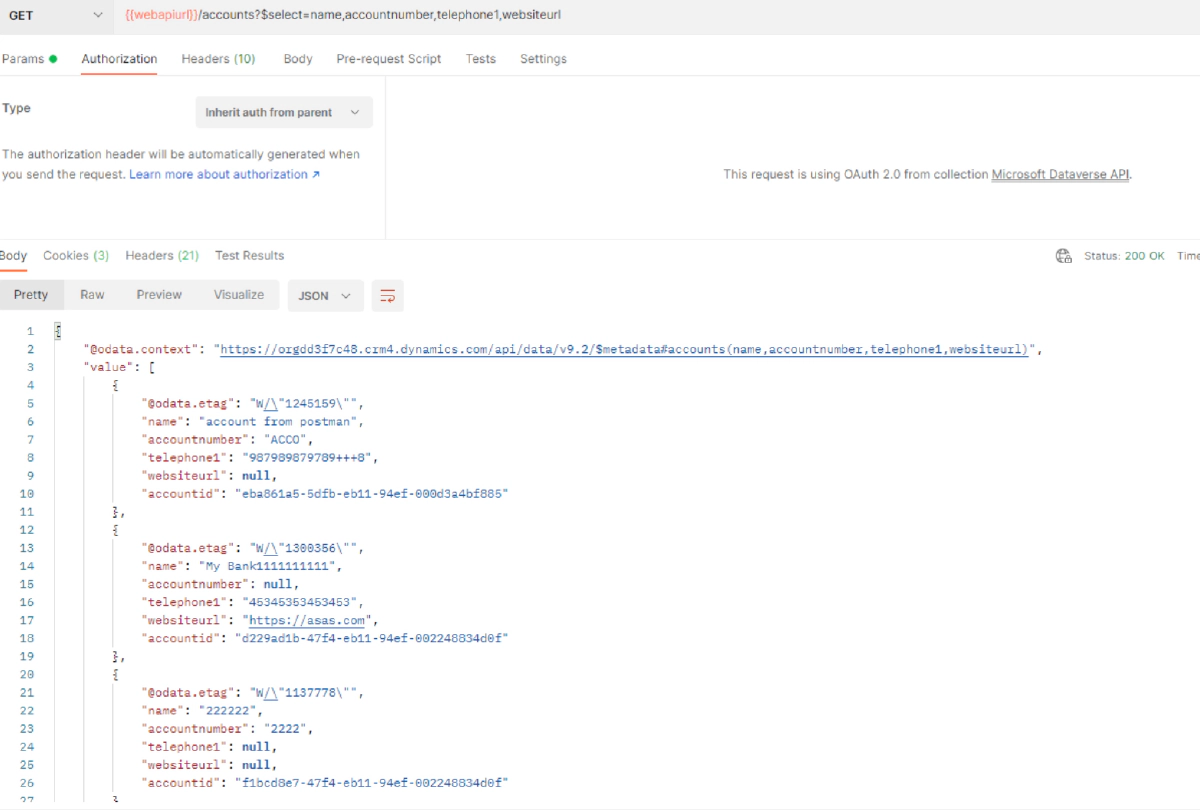 GET {{webapiurl}}/accounts?$select=name,accountnumber,telephone1,websiteurl
Params Authorization Headers (10) Body Pre-request Script Tests Settings
Type Inherit auth from parent
The authorization header will be automatically generated when
you send the request. Learn more about authorization ↗
This request is using OAuth 2.0 from collection Microsoft Dataverse API.
Body Cookies (3) Headers (21) Test Results Status: 200 OK Time
Pretty Raw Preview Visualize JSON
1 {
2 "@odata.context": "https://orgdd3f7c48.crm4.dynamics.com/api/data/v9.2/$metadata#accounts(name,accountnumber,telephone1,websiteurl)",
3 "value": [
4 {
5 "@odata.etag": "W/\"1245159\"",
6 "name": "account from postman",
7 "accountnumber": "ACCO",
8 "telephone1": "987989879789+++8",
9 "websiteurl": null,
10 "accountid": "eba861a5-5dfb-eb11-94ef-000d3a4bf885"
11 },
12 {
13 "@odata.etag": "W/\"1300356\"",
14 "name": "My Bank1111111111",
15 "accountnumber": null,
16 "telephone1": "45345353453453",
17 "websiteurl": "https://asas.com",
18 "accountid": "d229ad1b-47f4-eb11-94ef-002248834d0f"
19 },
20 {
21 "@odata.etag": "W/\"1137778\"",
22 "name": "222222",
23 "accountnumber": "2222",
24 "telephone1": null,
25 "websiteurl": null,
26 "accountid": "f1bcd8e7-47f4-eb11-94ef-002248834d0f"
27 }